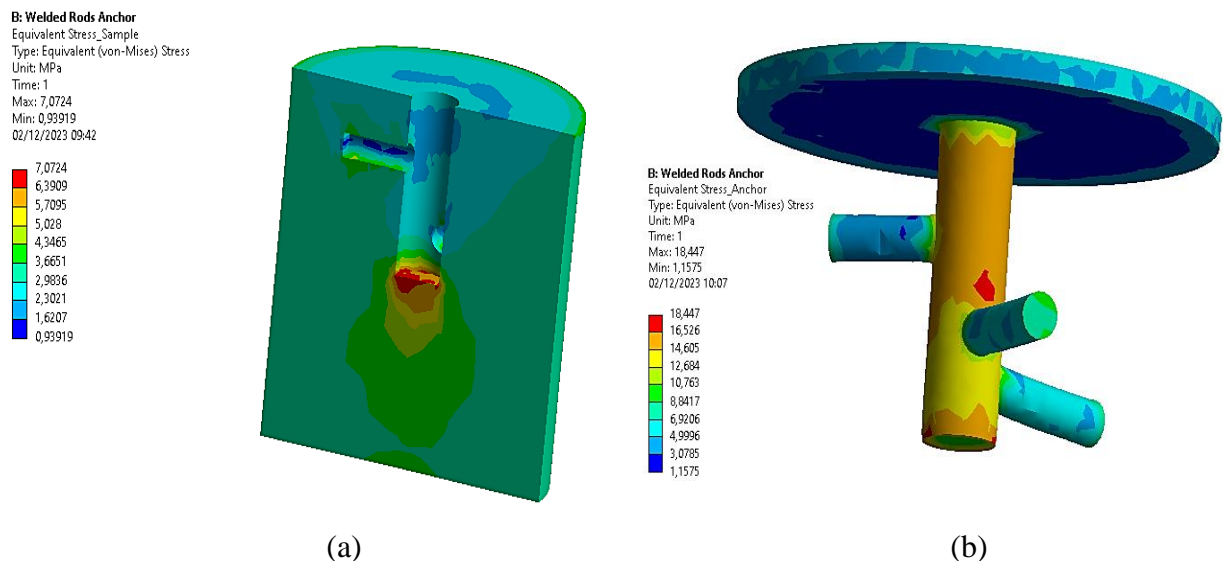 B: Welded Rods Anchor
Equivalent Stress_Sample
Type: Equivalent (von-Mises) Stress
Unit: MPa
Time: 1
Max: 7,0724
Min: 0,93919
02/12/2023 09:42
7,0724
6,3909
5,7095
5,028
4,3465
3,6651
2,9836
2,3021
1,6207
0,93919
(a)
B: Welded Rods Anchor
Equivalent Stress_Anchor
Type: Equivalent (von-Mises) Stress
Unit: MPa
Time: 1
Max: 18,447
Min: 1,1575
02/12/2023 10:07
18,447
16,526
14,605
12,684
10,763
8,8417
6,9206
4,9996
3,0785
1,1575
(b)